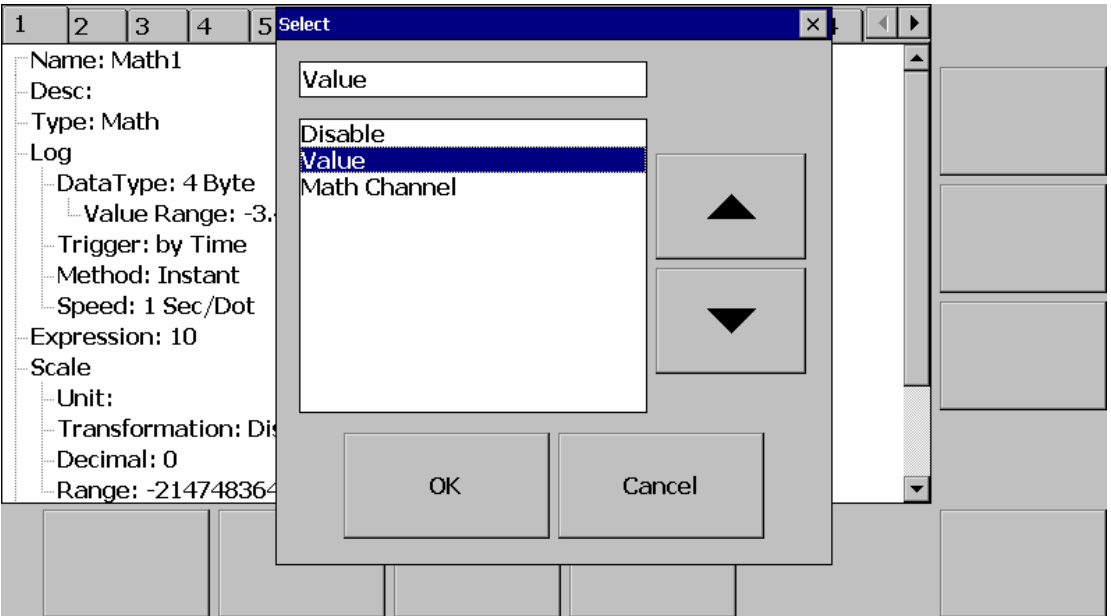 1 2 3 4 5
Select
Name: Math1
Desc:
Type: Math
Log
DataType: 4 Byte
Value Range: -3.
Trigger: by Time
Method: Instant
Speed: 1 Sec/Dot
Expression: 10
Scale
Unit:
Transformation: Dis
Decimal: 0
Range: -214748364
Value
Disable
Value
Math Channel
OK
Cancel